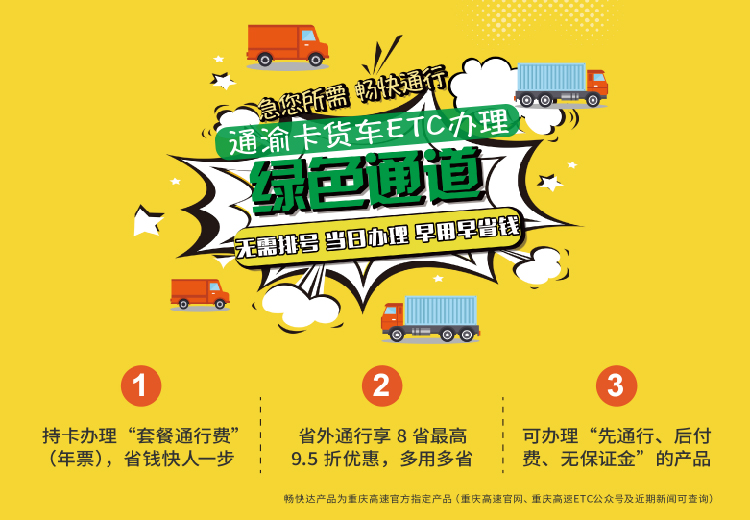 急您所需 畅快通行
通渝卡货车ETC办理
绿色通道
无需排号 当日办理 早用早省钱
1
持卡办理“套餐通行费”
（年票），省钱快人一步
2
省外通行享 8 省最高
9.5 折优惠，多用多省
3
可办理“先通行、后付
费、无保证金”的产品
畅快达产品为重庆高速官方指定产品（重庆高速官网、重庆高速ETC公众号及近期新闻可查询）